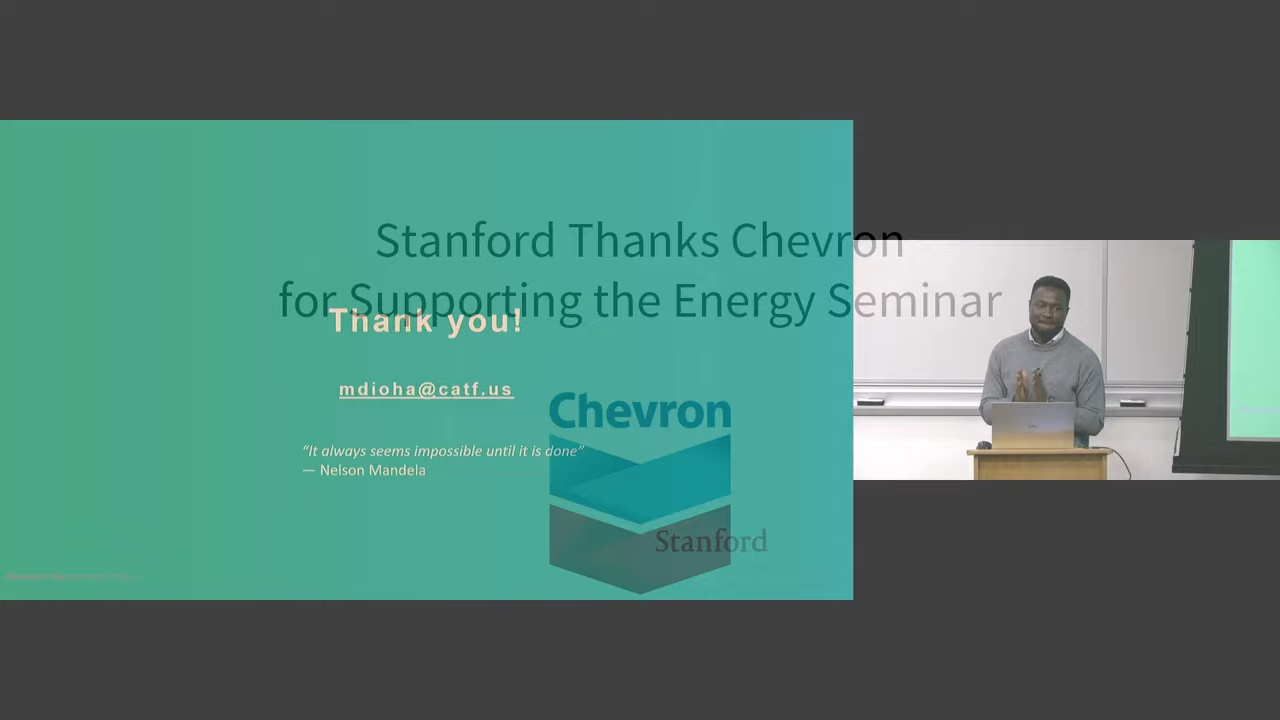 Stanford Thanks Chevron
for Supporting the Energy Seminar
Thank you!
mdioha@catf.us
Chevron
“It always seems impossible until it is done”
— Nelson Mandela
Stanford